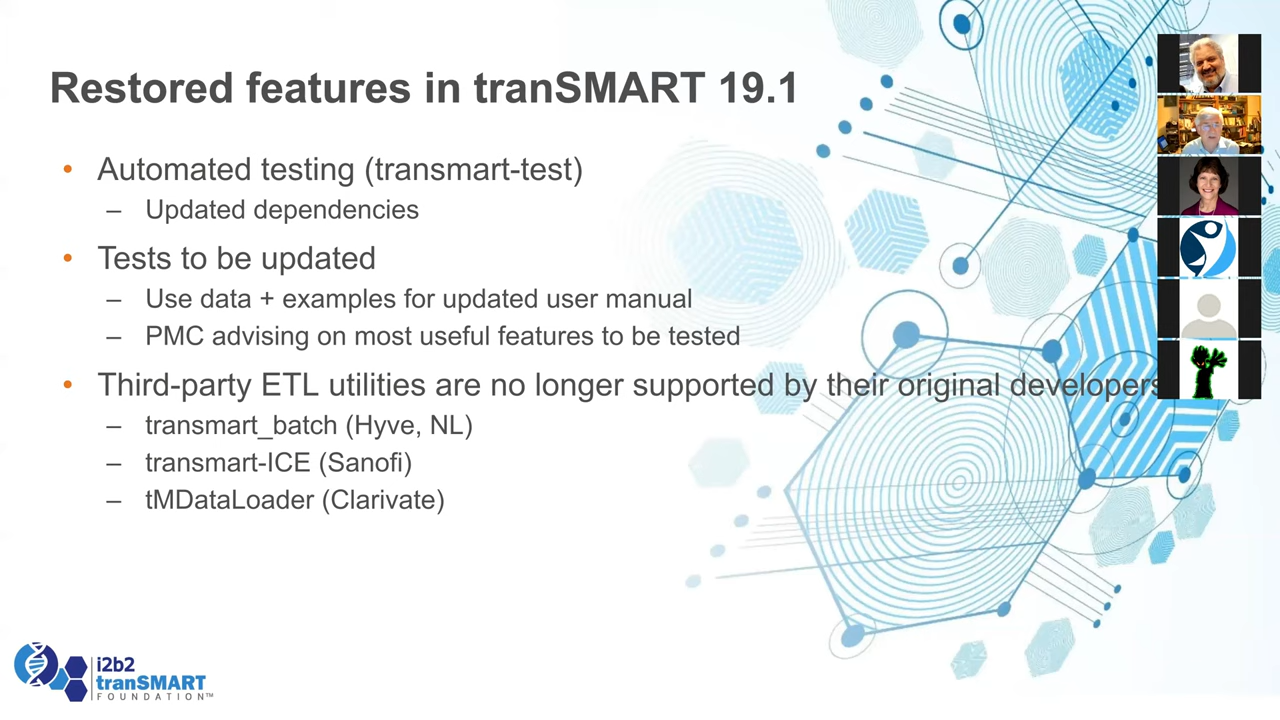 Restored features in tranSMART 19.1
• Automated testing (transmart-test)
– Updated dependencies
• Tests to be updated
– Use data + examples for updated user manual
– PMC advising on most useful features to be tested
• Third-party ETL utilities are no longer supported by their original developers
– transmart_batch (Hyve, NL)
– transmart-ICE (Sanofi)
– tMDataLoader (Clarivate)
i2b2
tranSMART
FOUNDATION™